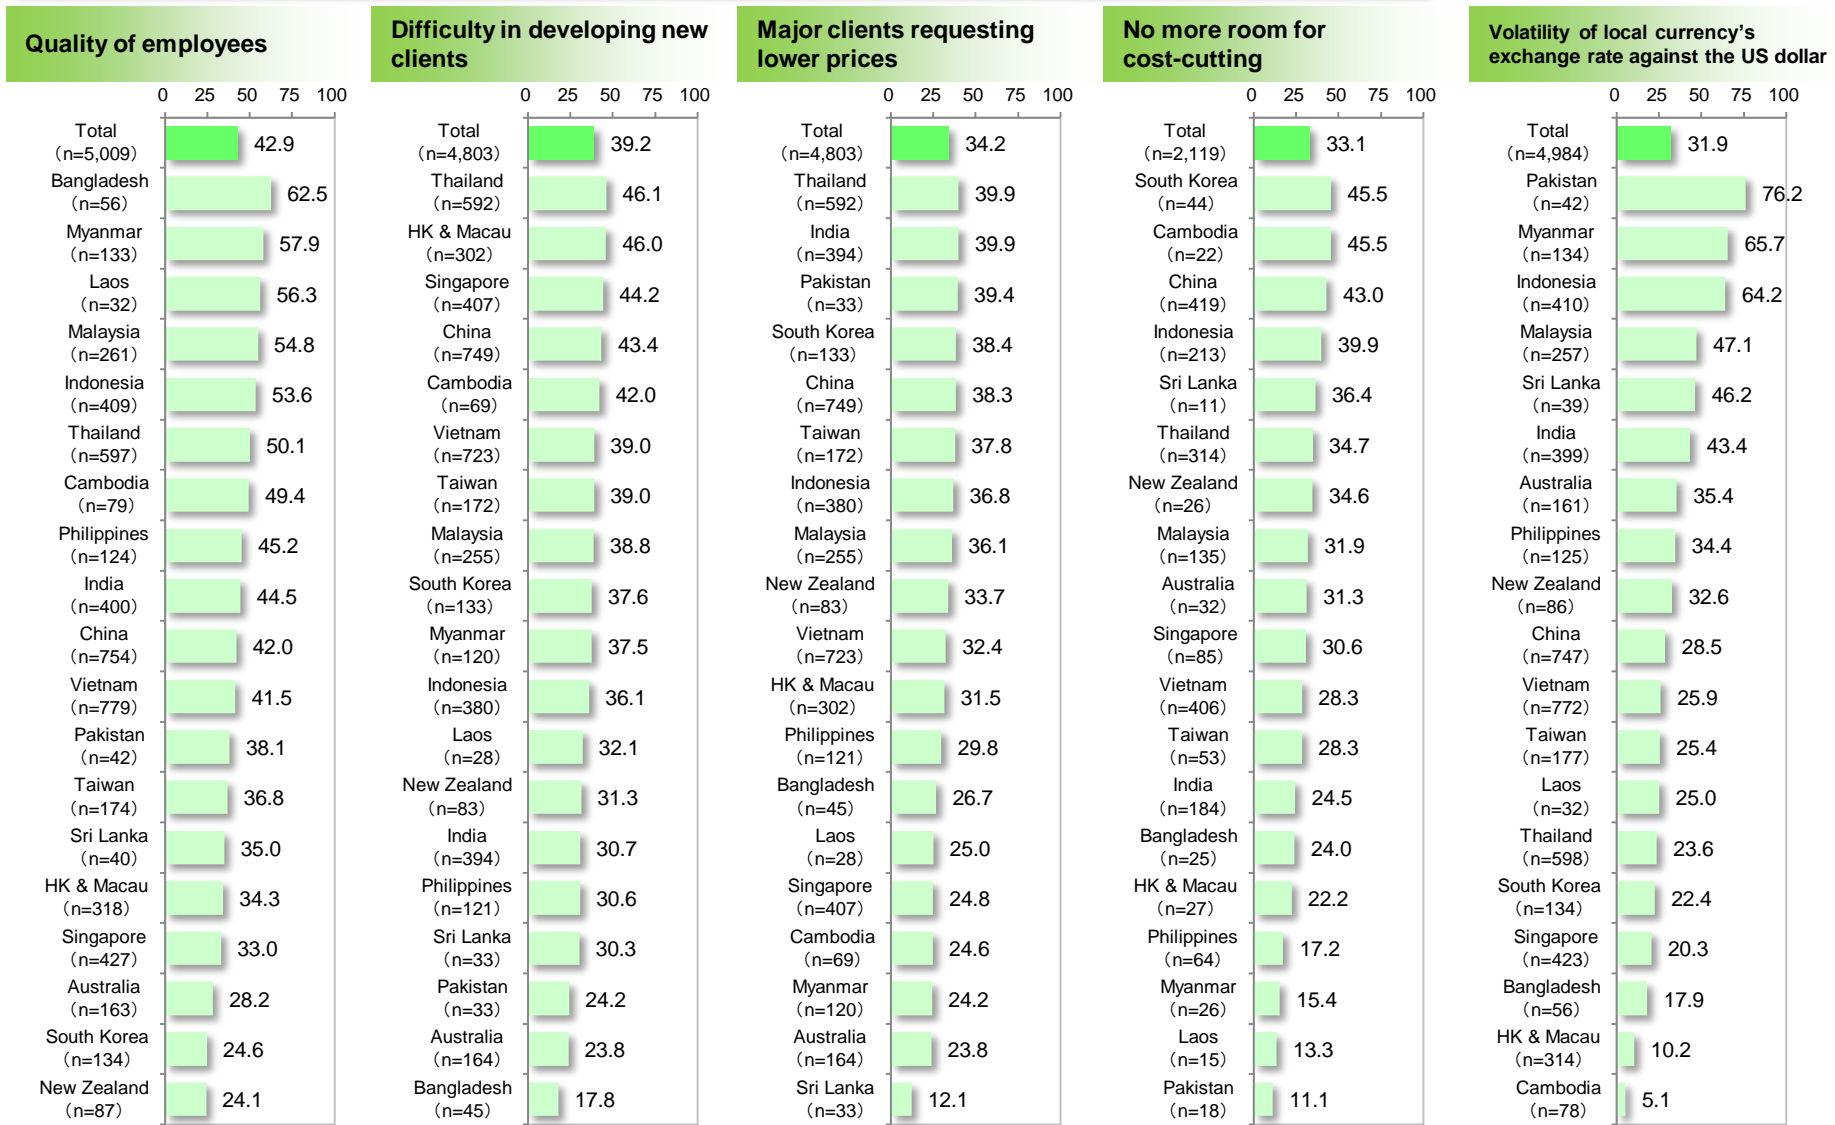 Quality of employees
0 25 50 75 100
Total
（n=5,009）
42.9
Bangladesh
（n=56）
62.5
Myanmar
（n=133）
57.9
Laos
（n=32）
56.3
Malaysia
（n=261）
54.8
Indonesia
（n=409）
53.6
Thailand
（n=597）
50.1
Cambodia
（n=79）
49.4
Philippines
（n=124）
45.2
India
（n=400）
44.5
China
（n=754）
42.0
Vietnam
（n=779）
41.5
Pakistan
（n=42）
38.1
Taiwan
（n=174）
36.8
Sri Lanka
（n=40）
35.0
HK & Macau
（n=318）
34.3
Singapore
（n=427）
33.0
Australia
（n=163）
28.2
South Korea
（n=134）
24.6
New Zealand
（n=87）
24.1
Difficulty in developing new
clients
0 25 50 75 100
Total
（n=4,803）
39.2
Thailand
（n=592）
46.1
HK & Macau
（n=302）
46.0
Singapore
（n=407）
44.2
China
（n=749）
43.4
Cambodia
（n=69）
42.0
Vietnam
（n=723）
39.0
Taiwan
（n=172）
39.0
Malaysia
（n=255）
38.8
South Korea
（n=133）
37.6
Myanmar
（n=120）
37.5
Indonesia
（n=380）
36.1
Laos
（n=28）
32.1
New Zealand
（n=83）
31.3
India
（n=394）
30.7
Philippines
（n=121）
30.6
Sri Lanka
（n=33）
30.3
Pakistan
（n=33）
24.2
Australia
（n=164）
23.8
Bangladesh
（n=45）
17.8
Major clients requesting
lower prices
0 25 50 75 100
Total
（n=4,803）
34.2
Thailand
（n=592）
39.9
India
（n=394）
39.9
Pakistan
（n=33）
39.4
South Korea
（n=133）
38.4
China
（n=749）
38.3
Taiwan
（n=172）
37.8
Indonesia
（n=380）
36.8
Malaysia
（n=255）
36.1
New Zealand
（n=83）
33.7
Vietnam
（n=723）
32.4
HK & Macau
（n=302）
31.5
Philippines
（n=121）
29.8
Bangladesh
（n=45）
26.7
Laos
（n=28）
25.0
Singapore
（n=407）
24.8
Cambodia
（n=69）
24.6
Myanmar
（n=120）
24.2
Australia
（n=164）
23.8
Sri Lanka
（n=33）
12.1
No more room for
cost-cutting
0 25 50 75 100
Total
（n=2,119）
33.1
South Korea
（n=44）
45.5
Cambodia
（n=22）
45.5
China
（n=419）
43.0
Indonesia
（n=213）
39.9
Sri Lanka
（n=11）
36.4
Thailand
（n=314）
34.7
New Zealand
（n=26）
34.6
Malaysia
（n=135）
31.9
Australia
（n=32）
31.3
Singapore
（n=85）
30.6
Vietnam
（n=406）
28.3
Taiwan
（n=53）
28.3
India
（n=184）
24.5
Bangladesh
（n=25）
24.0
HK & Macau
（n=27）
22.2
Philippines
（n=64）
17.2
Myanmar
（n=26）
15.4
Laos
（n=15）
13.3
Pakistan
（n=18）
11.1
Volatility of local currency's
exchange rate against the US dollar
0 25 50 75 100
Total
（n=4,984）
31.9
Pakistan
（n=42）
76.2
Myanmar
（n=134）
65.7
Indonesia
（n=410）
64.2
Malaysia
（n=257）
47.1
Sri Lanka
（n=39）
46.2
India
（n=399）
43.4
Australia
（n=161）
35.4
Philippines
（n=125）
34.4
New Zealand
（n=86）
32.6
China
（n=747）
28.5
Vietnam
（n=772）
25.9
Taiwan
（n=177）
25.4
Laos
（n=32）
25.0
Thailand
（n=598）
23.6
South Korea
（n=134）
22.4
Singapore
（n=423）
20.3
Bangladesh
（n=56）
17.9
HK & Macau
（n=314）
10.2
Cambodia
（n=78）
5.1